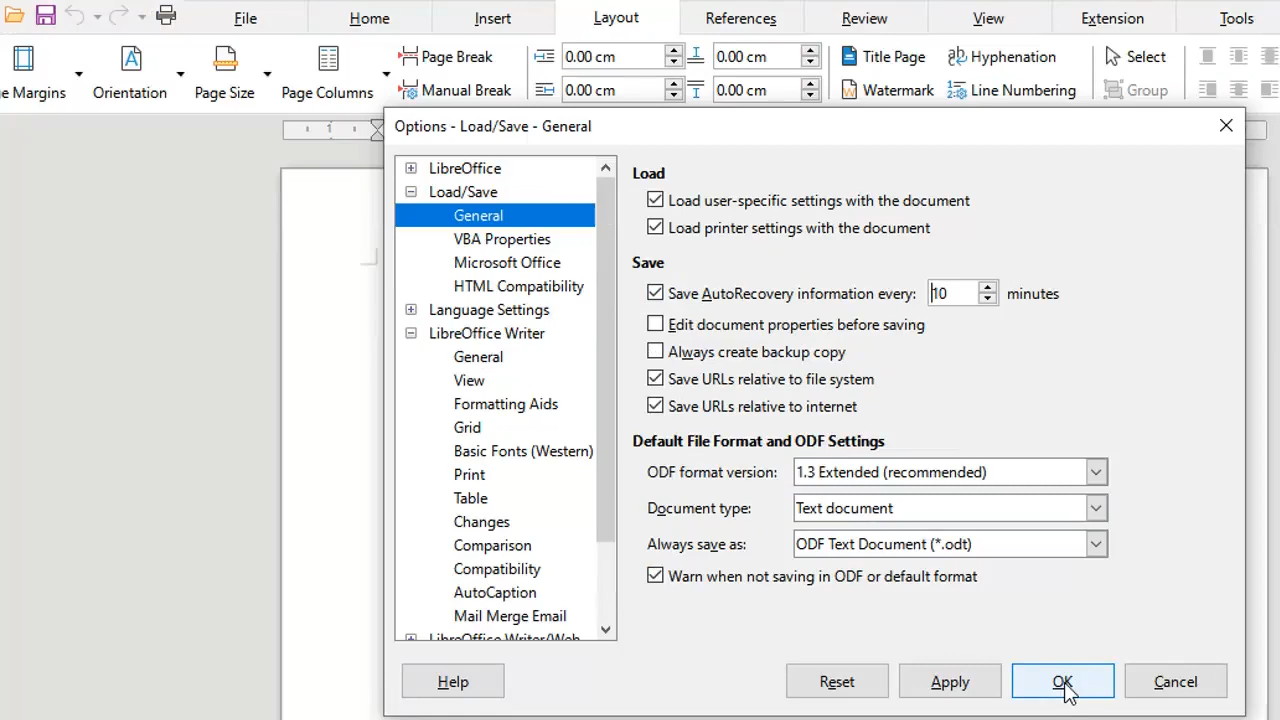 File Home Insert Layout References Review View Extension Tools
Page Break 0.00 cm 0.00 cm Title Page Hyphenation Select
Margins Orientation Page Size Page Columns Manual Break 0.00 cm 0.00 cm Watermark Line Numbering Group
1
Options - Load/Save - General
LibreOffice
Load/Save
General
VBA Properties
Microsoft Office
HTML Compatibility
Language Settings
LibreOffice Writer
General
View
Formatting Aids
Grid
Basic Fonts (Western)
Print
Table
Changes
Comparison
Compatibility
AutoCaption
Mail Merge Email
LibreOffice Writer/Web
Load
Load user-specific settings with the document
Load printer settings with the document
Save
Save AutoRecovery information every: 10 minutes
Edit document properties before saving
Always create backup copy
Save URLs relative to file system
Save URLs relative to internet
Default File Format and ODF Settings
ODF format version: 1.3 Extended (recommended)
Document type: Text document
Always save as: ODF Text Document (*.odt)
Warn when not saving in ODF or default format
Help Reset Apply OK Cancel